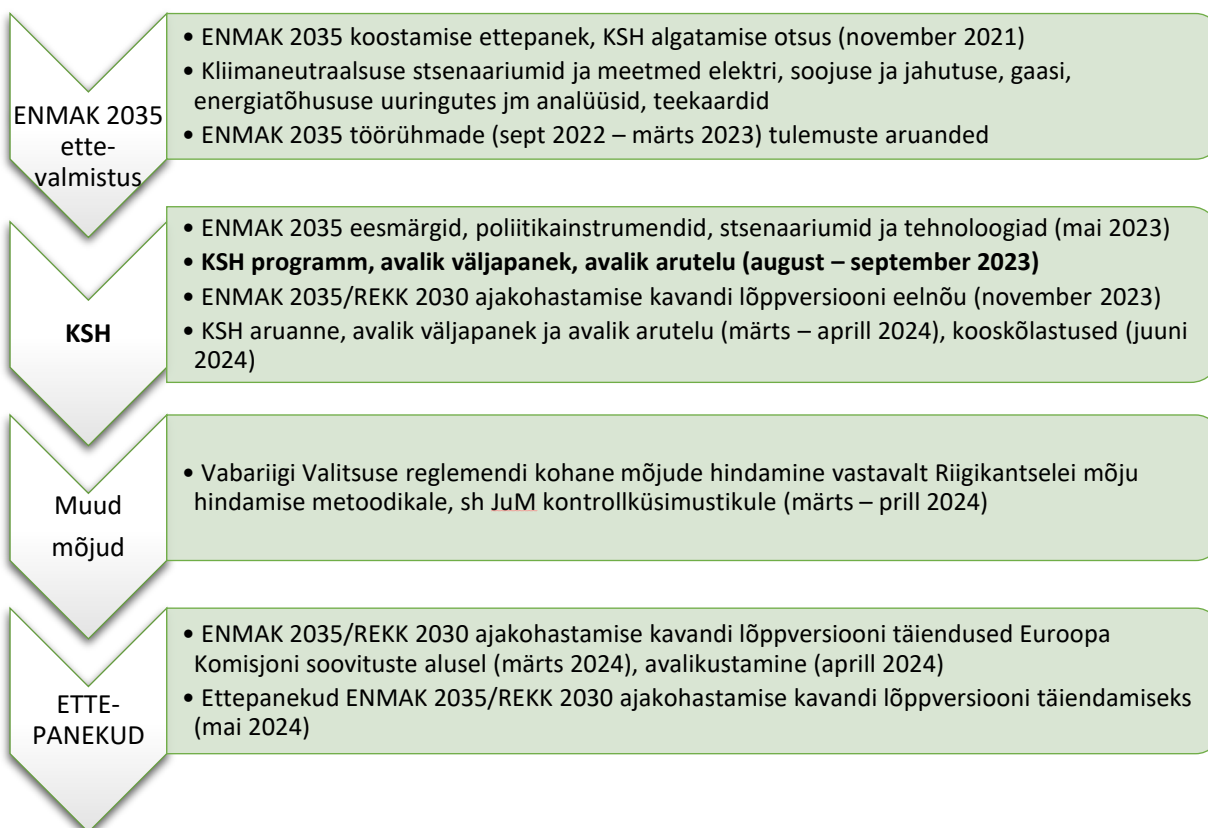 ENMAK 2035
ette-
valmistus
• ENMAK 2035 koostamise ettepanek, KSH algatamise otsus (november 2021)
• Kliimaneutraalsuse stsenaariumid ja meetmed elektri, soojuse ja jahutuse, gaasi,
energiatõhususe uuringutes jm analüüsid, teekaardid
• ENMAK 2035 töörühmade (sept 2022 – märts 2023) tulemuste aruanded
KSH
• ENMAK 2035 eesmärgid, poliitikainstrumendid, stsenaariumid ja tehnoloogiad (mai 2023)
• KSH programm, avalik väljapanek, avalik arutelu (august – september 2023)
• ENMAK 2035/REKK 2030 ajakohastamise kavandi lõppversiooni eelnõu (november 2023)
• KSH aruanne, avalik väljapanek ja avalik arutelu (märts – aprill 2024), kooskõlastused (juuni
2024)
Muud
mõjud
• Vabariigi Valitsuse reglemendi kohane mõjude hindamine vastavalt Riigikantselei mõju
hindamise metoodikale, sh JuM kontrollküsimustikule (märts – prill 2024)
ETTE-
PANEKUD
• ENMAK 2035/REKK 2030 ajakohastamise kavandi lõppversiooni täiendused Euroopa
Komisjoni soovituste alusel (märts 2024), avalikustamine (aprill 2024)
• Ettepanekud ENMAK 2035/REKK 2030 ajakohastamise kavandi lõppversiooni täiendamiseks
(mai 2024)